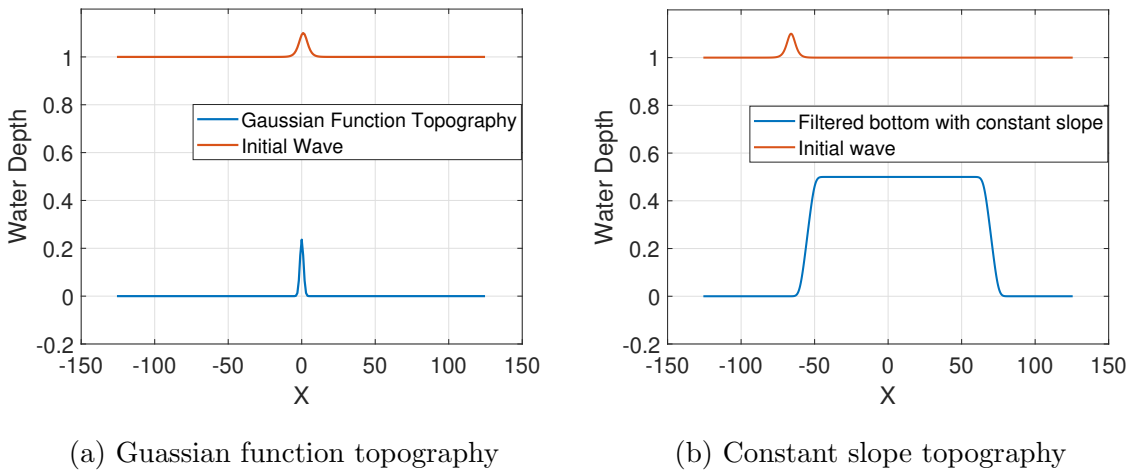 1
0.8
0.6
0.4
0.2
0
-0.2
Water Depth
Gaussian Function Topography
Initial Wave
-150 -100 -50 0 50 100 150
X
(a) Guassian function topography
1
0.8
0.6
0.4
0.2
0
-0.2
Water Depth
Filtered bottom with constant slope
Initial wave
-150 -100 -50 0 50 100 150
X
(b) Constant slope topography